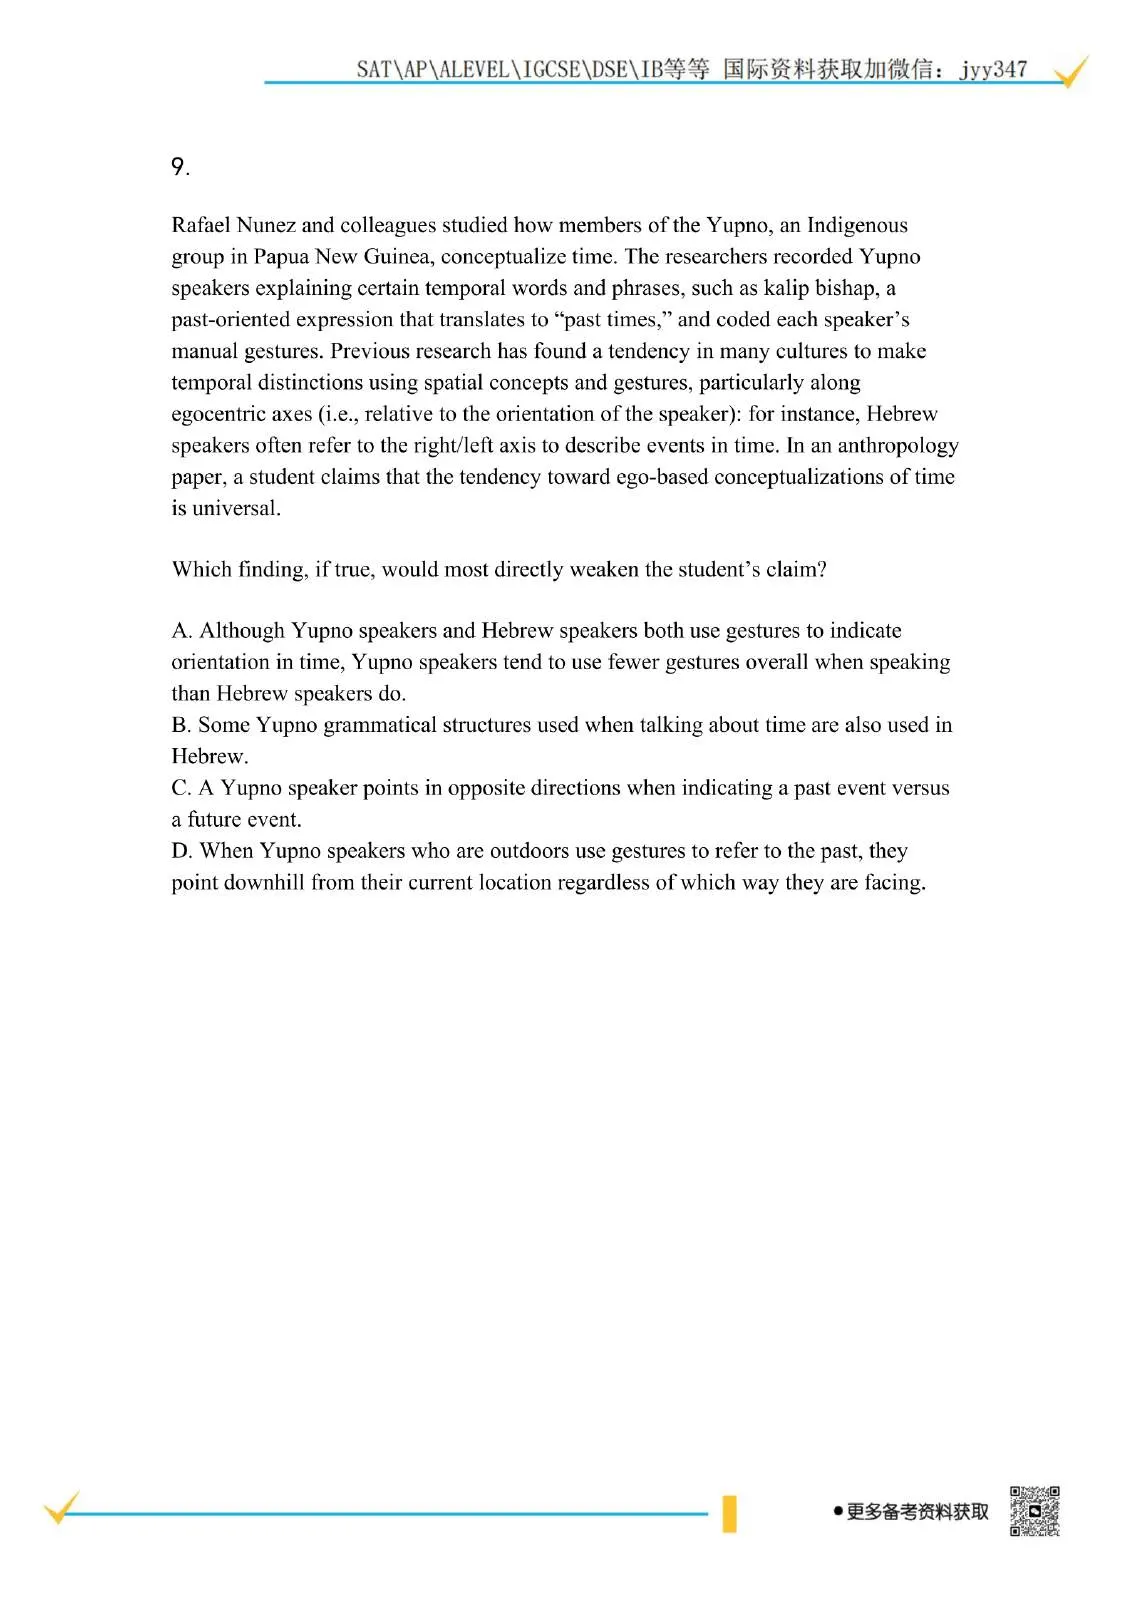 SAT\AP\ALEVEL\IGCSE\DSE\IB等等 国际资料获取加微信：jyy347
9.
Rafael Nunez and colleagues studied how members of the Yupno, an Indigenous
group in Papua New Guinea, conceptualize time. The researchers recorded Yupno
speakers explaining certain temporal words and phrases, such as kalip bishap, a
past-oriented expression that translates to “past times,” and coded each speaker’s
manual gestures. Previous research has found a tendency in many cultures to make
temporal distinctions using spatial concepts and gestures, particularly along
egocentric axes (i.e., relative to the orientation of the speaker): for instance, Hebrew
speakers often refer to the right/left axis to describe events in time. In an anthropology
paper, a student claims that the tendency toward ego-based conceptualizations of time
is universal.
Which finding, if true, would most directly weaken the student’s claim?
A. Although Yupno speakers and Hebrew speakers both use gestures to indicate
orientation in time, Yupno speakers tend to use fewer gestures overall when speaking
than Hebrew speakers do.
B. Some Yupno grammatical structures used when talking about time are also used in
Hebrew.
C. A Yupno speaker points in opposite directions when indicating a past event versus
a future event.
D. When Yupno speakers who are outdoors use gestures to refer to the past, they
point downhill from their current location regardless of which way they are facing.
●更多备考资料获取